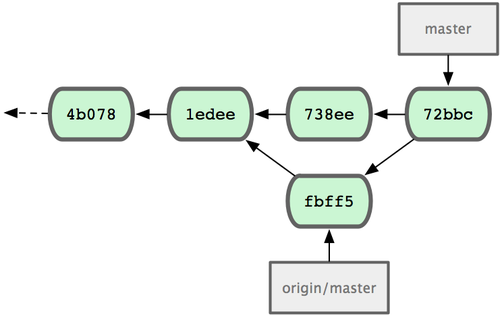 master
4b078
1edee
738ee
72bbc
fbff5
origin/master